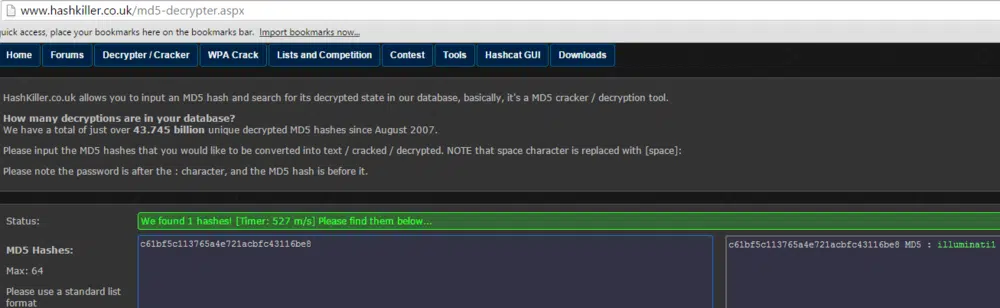 www.hashkiller.co.uk/md5-decrypter.aspx
quick access, place your bookmarks here on the bookmarks bar. Import bookmarks now...
Home Forums Decrypter / Cracker WPA Crack Lists and Competition Contest Tools Hashcat GUI Downloads
HashKiller.co.uk allows you to input an MD5 hash and search for its decrypted state in our database, basically, it's a MD5 cracker / decryption tool.
How many decryptions are in your database?
We have a total of just over 43.745 billion unique decrypted MD5 hashes since August 2007.
Please input the MD5 hashes that you would like to be converted into text / cracked / decrypted. NOTE that space character is replaced with [space]:
Please note the password is after the : character, and the MD5 hash is before it.
Status:
We found 1 hashes! [Timer: 527 m/s] Please find them below...
MD5 Hashes:
Max: 64
Please use a standard list
format
c61bf5c113765a4e721acbfc43116be8
c61bf5c113765a4e721acbfc43116be8 MD5 : illuminati1